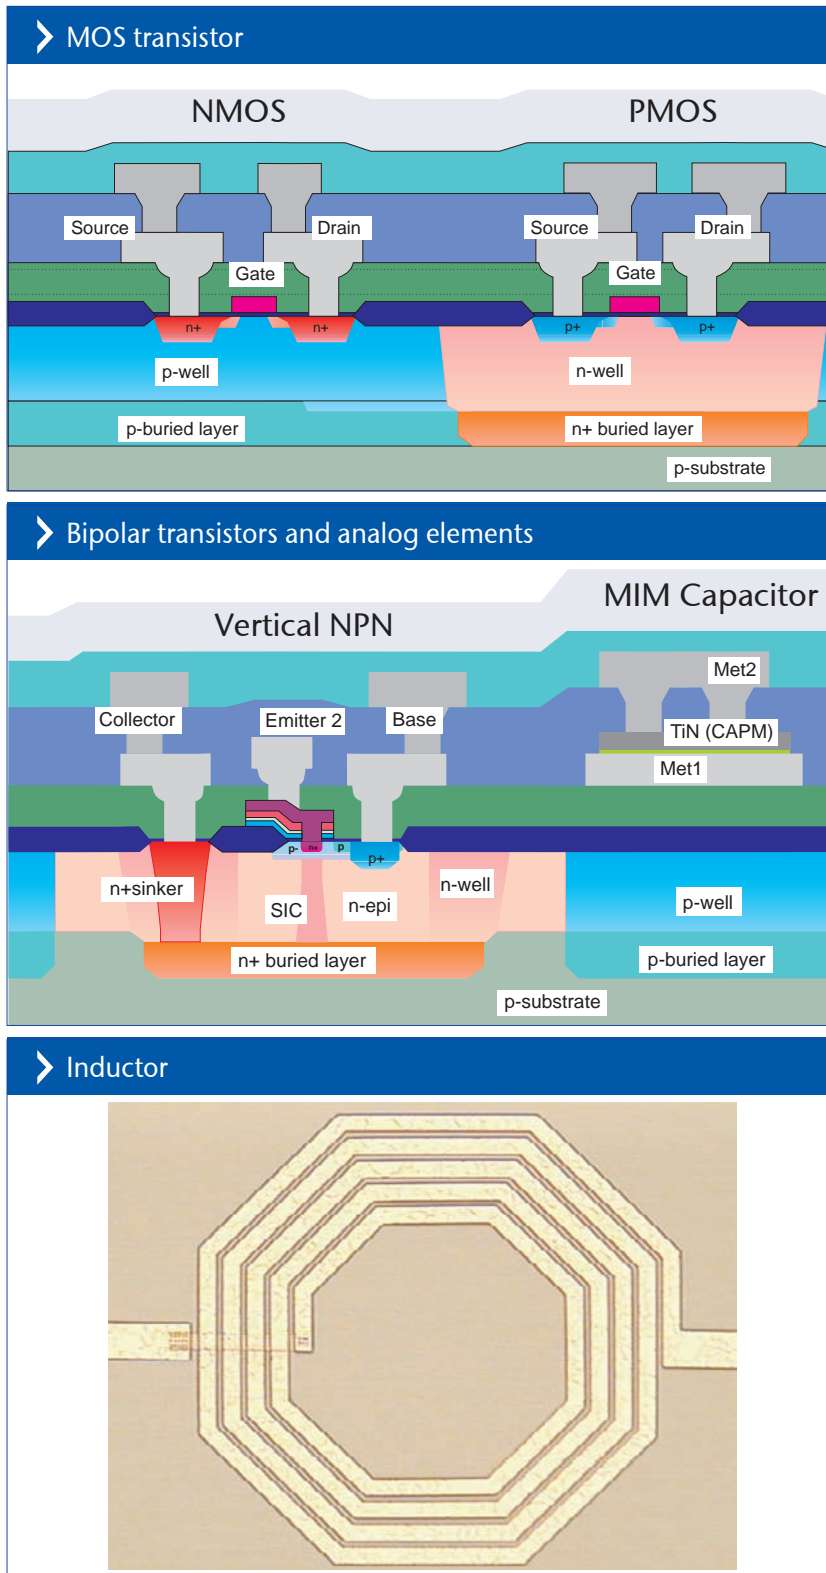 MOS transistor
NMOS
PMOS
Source
Drain
Source
Drain
Gate
Gate
n+
n+
p+
p+
p-well
n-well
p-buried layer
n+ buried layer
p-substrate
Bipolar transistors and analog elements
MIM Capacitor
Vertical NPN
Met2
Collector
Emitter 2
Base
TiN (CAPM)
Met1
p-
n+
p
p+
n+sinker
n-well
SIC
n-epi
p-well
n+ buried layer
p-buried layer
p-substrate
Inductor